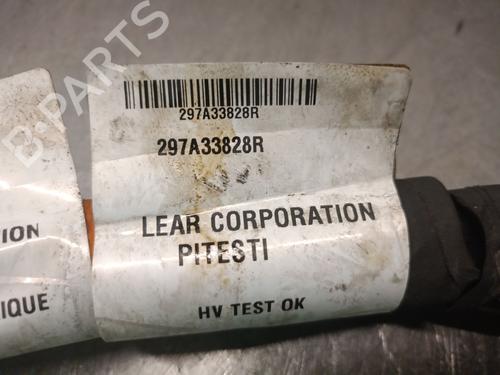 B-PARTS
297A33828R
297A33828R
LEAR CORPORATION
PITESTI
HV TEST OK
ION
IQUE